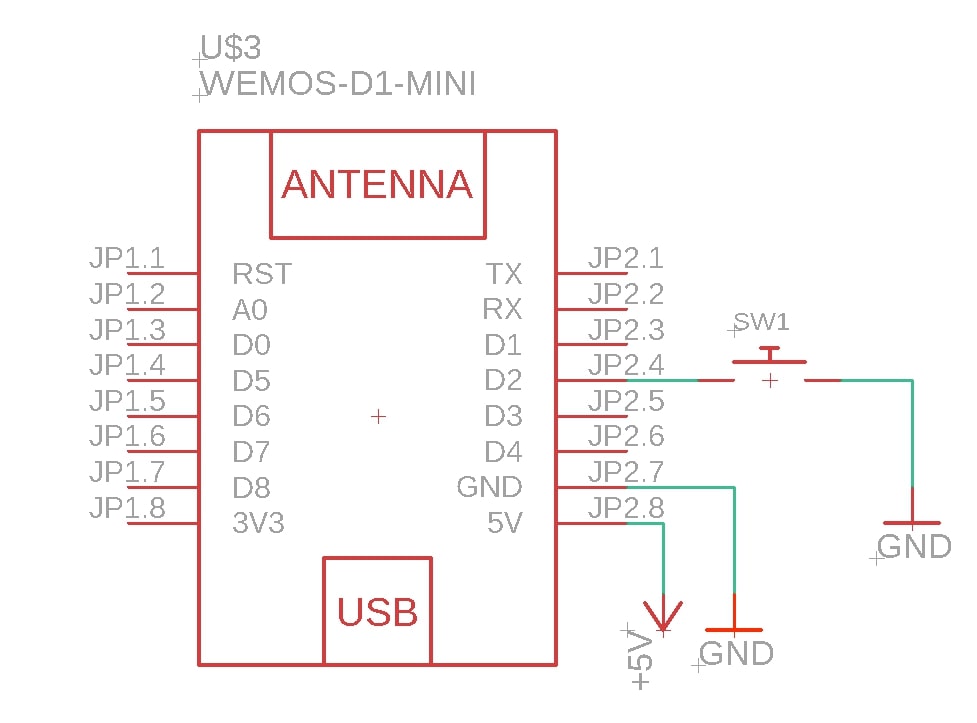 U$3
WEMOS-D1-MINI
ANTENNA
JP1.1 RST TX JP2.1
JP1.2 A0 RX JP2.2
JP1.3 D0 D1 JP2.3
SW1
JP1.4 D5 D2 JP2.4
JP1.5 D6 D3 JP2.5
JP1.6 D7 D4 JP2.6
JP1.7 D8 GND JP2.7
JP1.8 3V3 5V JP2.8
GND
USB
+5V
GND